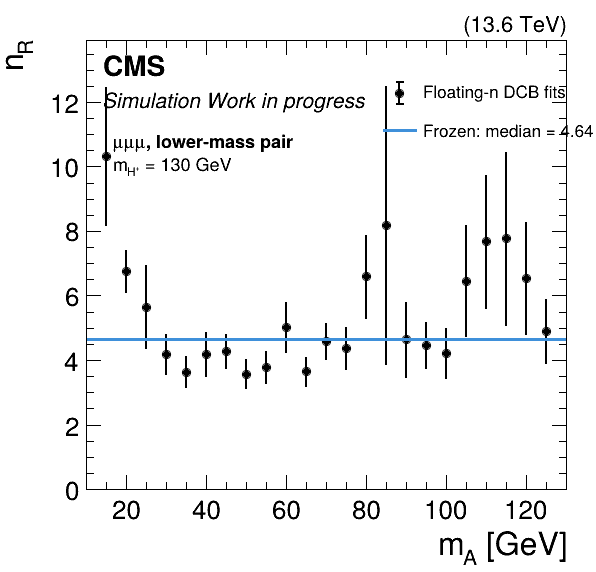 (13.6 TeV)
n_R
CMS
Simulation Work in progress
μμμ, lower-mass pair
m_H⁺ = 130 GeV
Floating-n DCB fits
Frozen: median = 4.64
12
10
8
6
4
2
0
20 40 60 80 100 120
m_A [GeV]